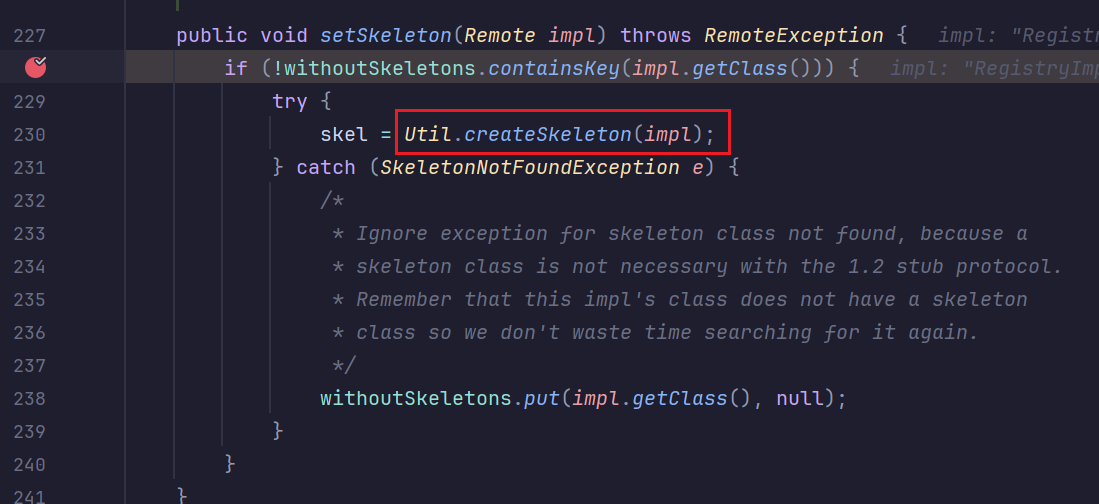 227 public void setSkeleton(Remote impl) throws RemoteException { impl: "Registr
if (!withoutSkeletons.containsKey(impl.getClass())) { impl: "RegistryImp
229 try {
230 skel = Util.createSkeleton(impl);
231 } catch (SkeletonNotFoundException e) {
232 /*
233 * Ignore exception for skeleton class not found, because a
234 * skeleton class is not necessary with the 1.2 stub protocol.
235 * Remember that this impl's class does not have a skeleton
236 * class so we don't waste time searching for it again.
237 */
238 withoutSkeletons.put(impl.getClass(), null);
239 }
240 }
241 }